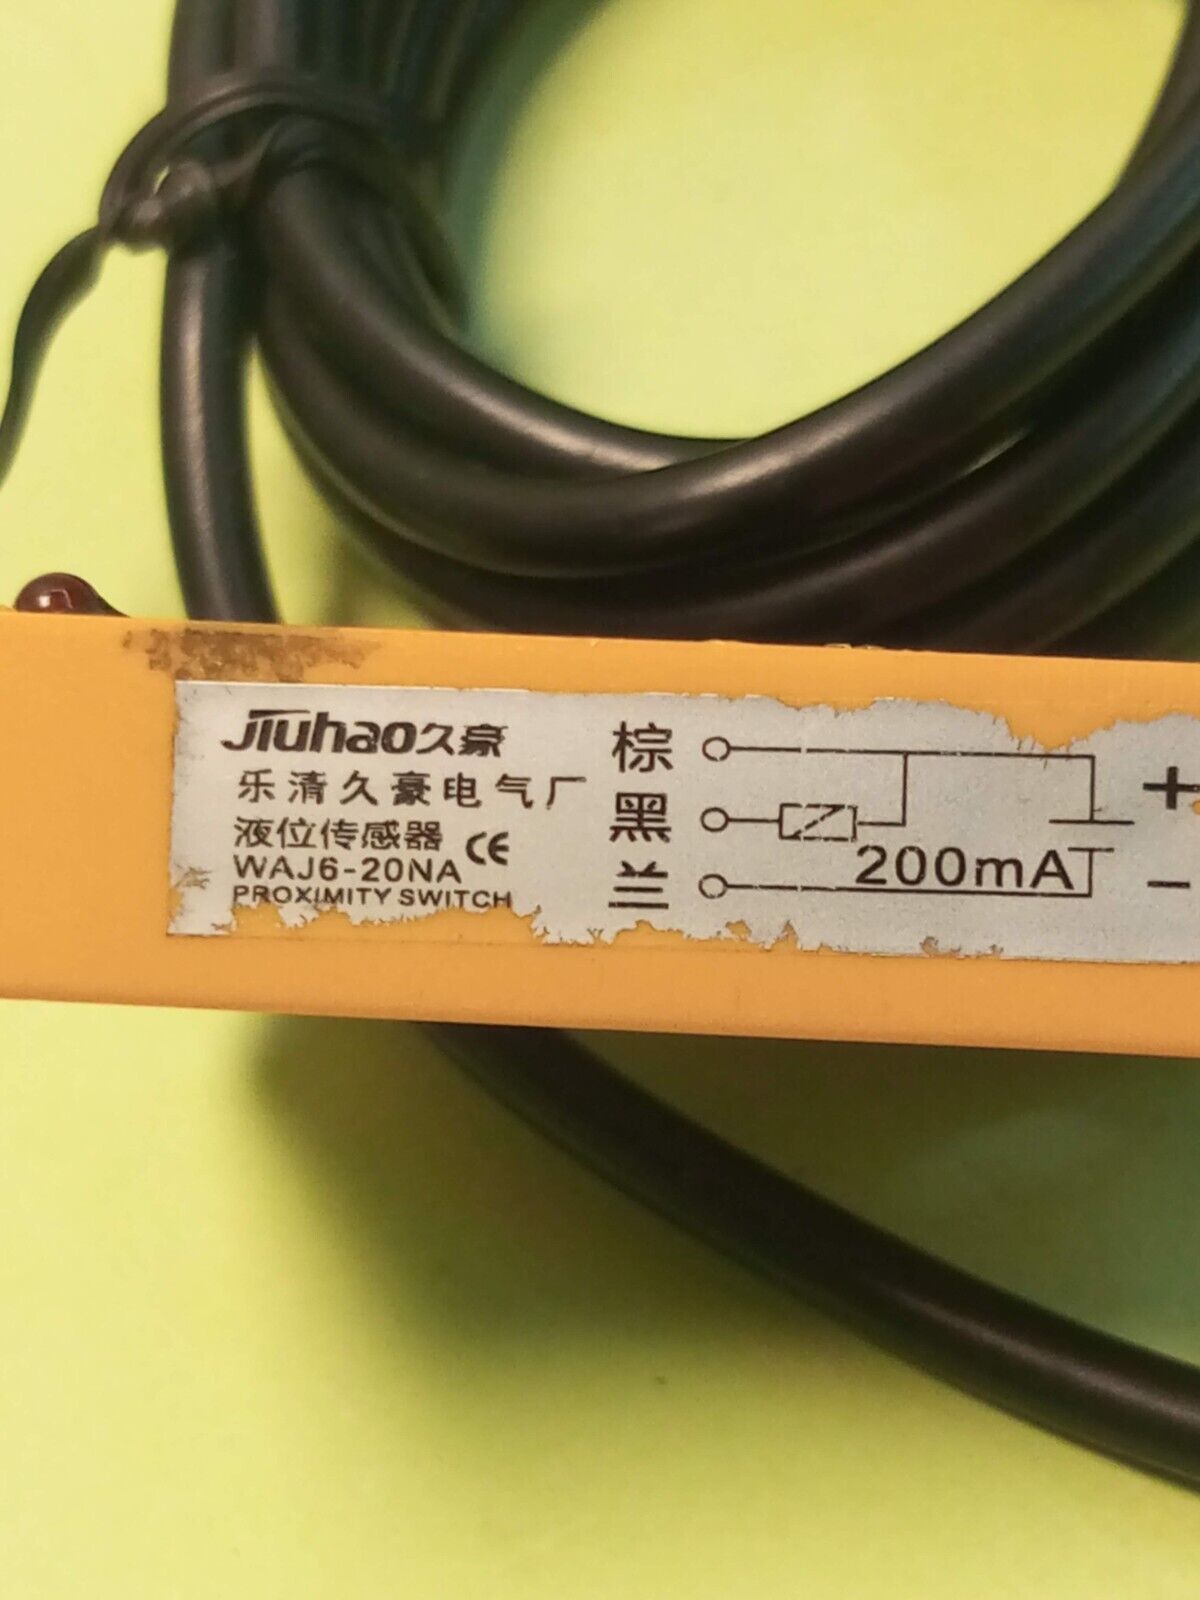 Jiuhao久豪
乐清久豪电气厂
液位传感器 CE
WAJ6-20NA
PROXIMITY SWITCH
棕
黑
兰
200mA
+
-